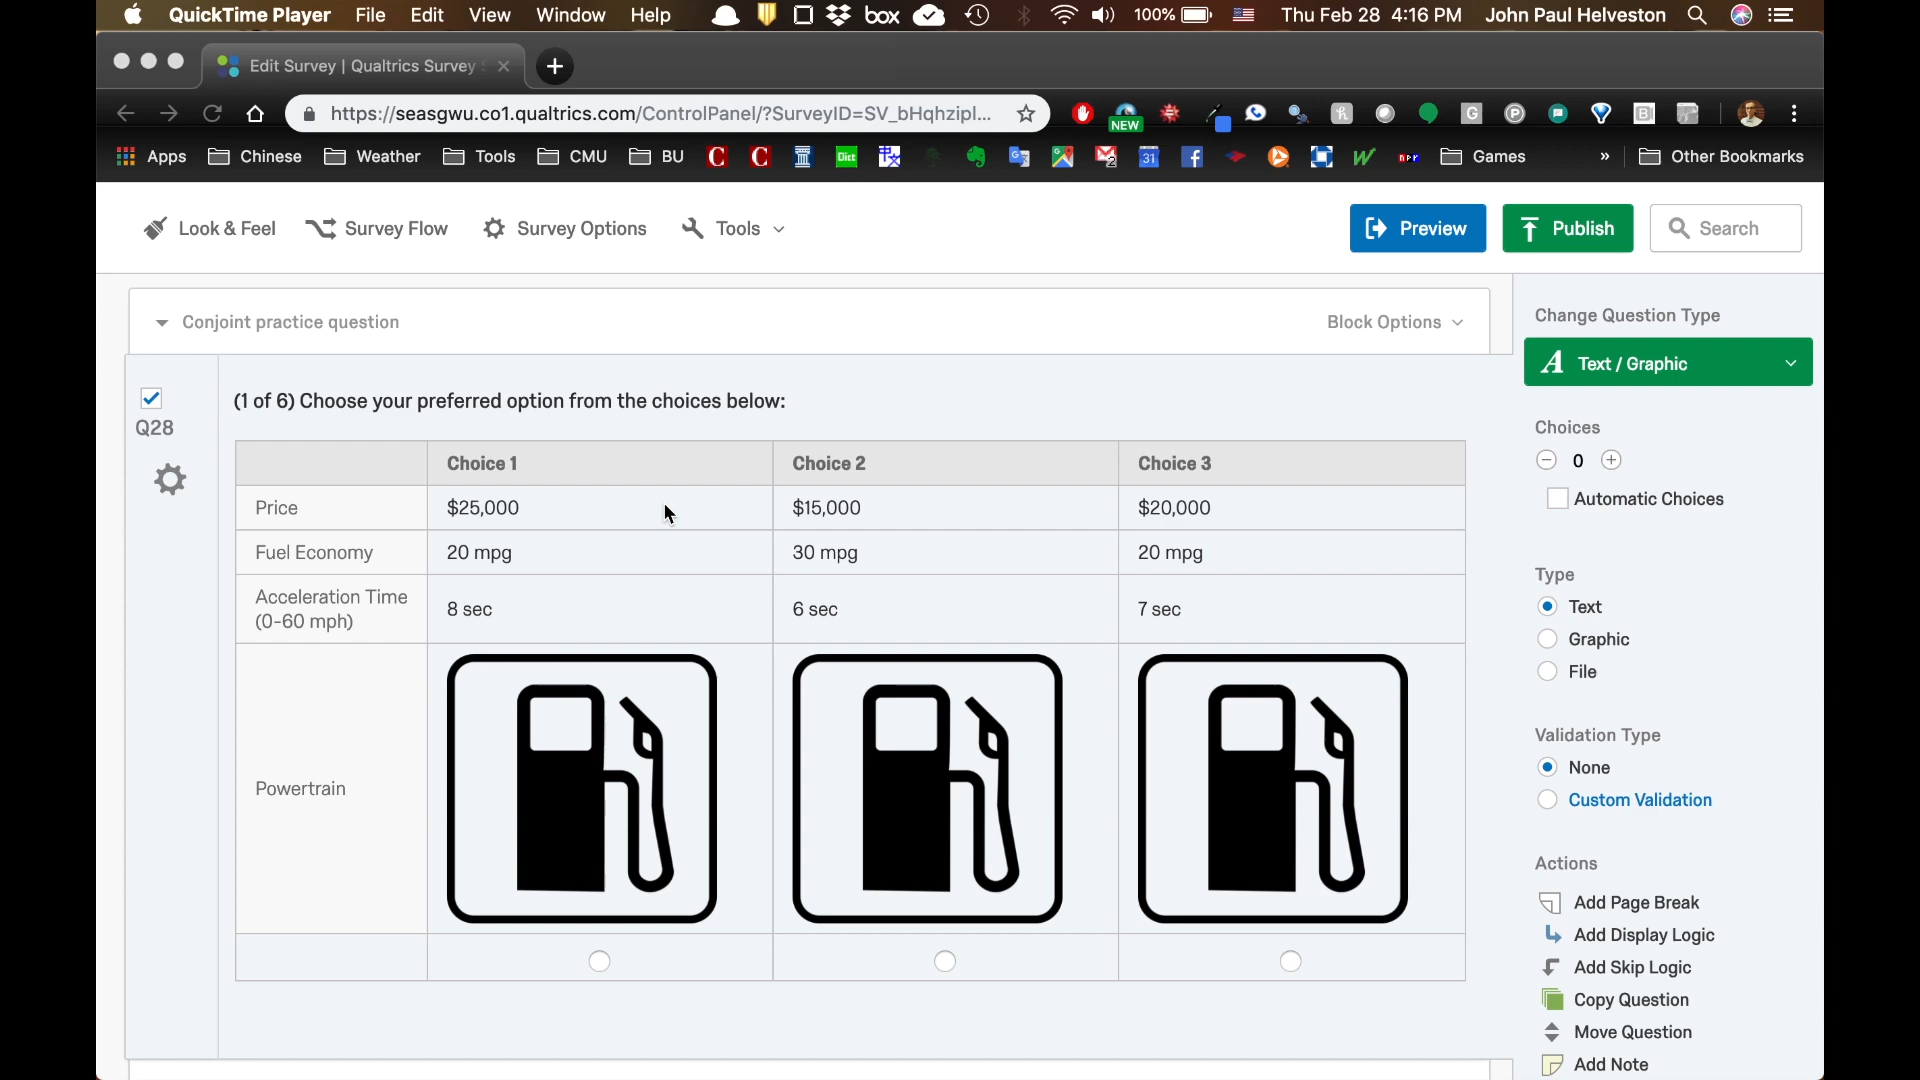 QuickTime Player File Edit View Window Help box 100% Thu Feb 28 4:16 PM John Paul Helveston
Edit Survey | Qualtrics Survey
https://seasgwu.co1.qualtrics.com/ControlPanel/?SurveyID=SV_bHqhzipl...
NEW
Apps Chinese Weather Tools CMU BU C C Dict 2 31 npr Games » Other Bookmarks
Look & Feel Survey Flow Survey Options Tools Preview Publish Search
Conjoint practice question Block Options
Q28
(1 of 6) Choose your preferred option from the choices below:
Choice 1 Choice 2 Choice 3
Price $25,000 $15,000 $20,000
Fuel Economy 20 mpg 30 mpg 20 mpg
Acceleration Time
(0-60 mph) 8 sec 6 sec 7 sec
Powertrain
Change Question Type
A Text / Graphic
Choices
0
Automatic Choices
Type
Text
Graphic
File
Validation Type
None
Custom Validation
Actions
Add Page Break
Add Display Logic
Add Skip Logic
Copy Question
Move Question
Add Note